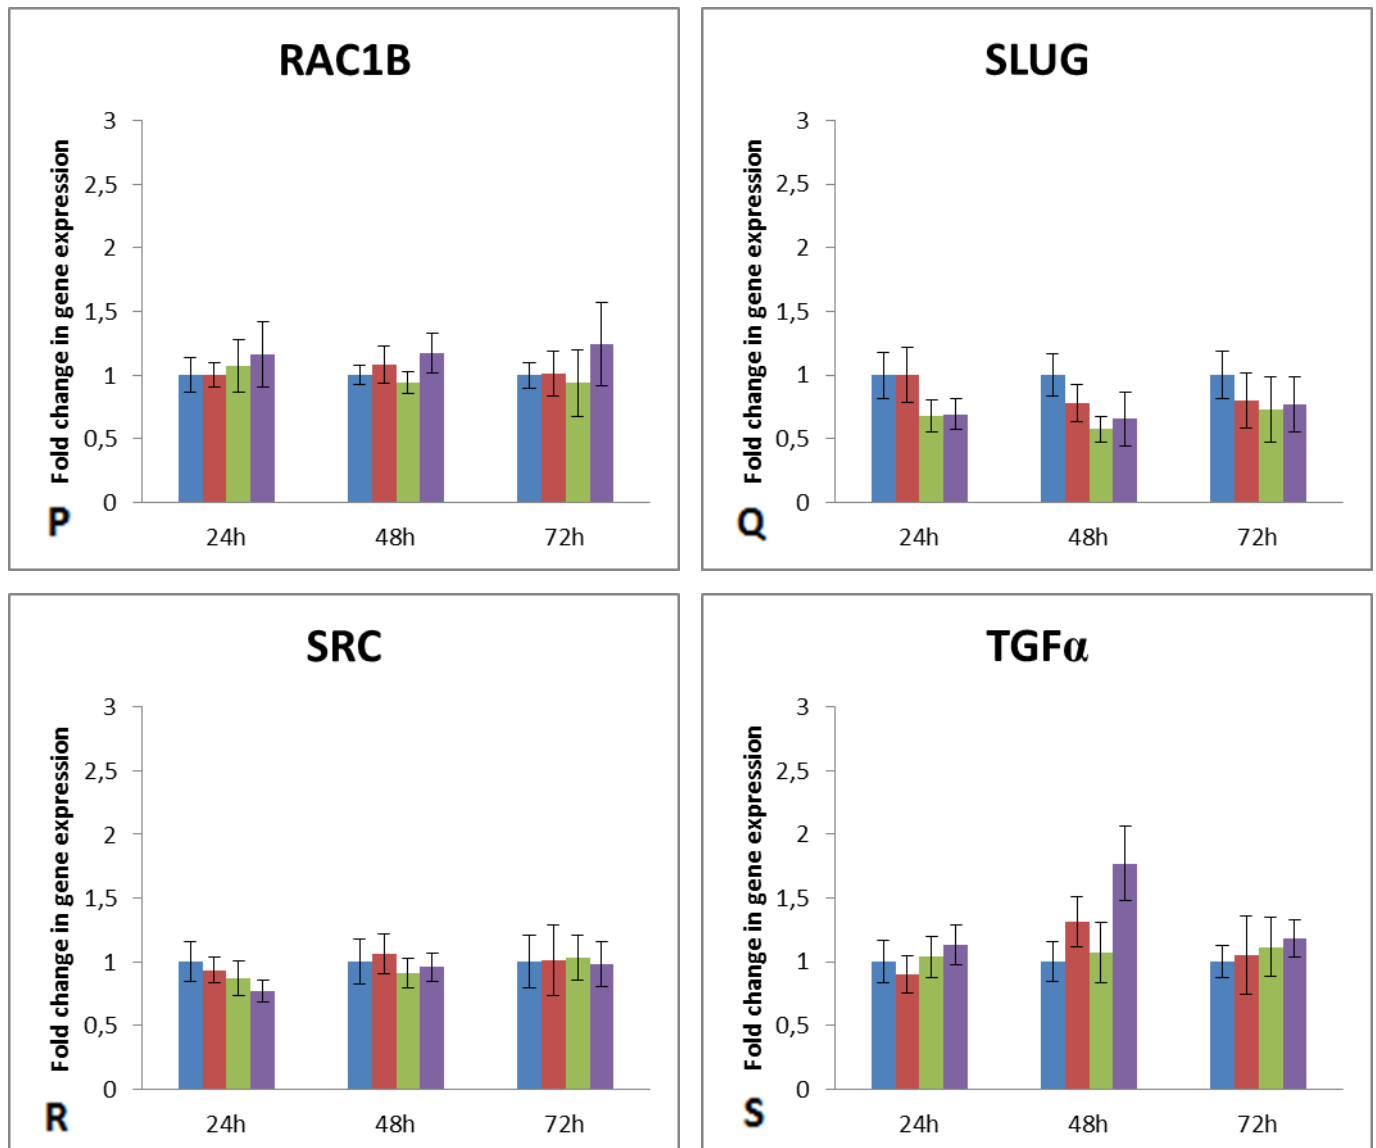 RAC1B
Fold change in gene expression
3
2,5
2
1,5
1
0,5
0
24h 48h 72h
P
SLUG
Fold change in gene expression
3
2,5
2
1,5
1
0,5
0
24h 48h 72h
Q
SRC
Fold change in gene expression
3
2,5
2
1,5
1
0,5
0
24h 48h 72h
R
TGFα
Fold change in gene expression
3
2,5
2
1,5
1
0,5
0
24h 48h 72h
S